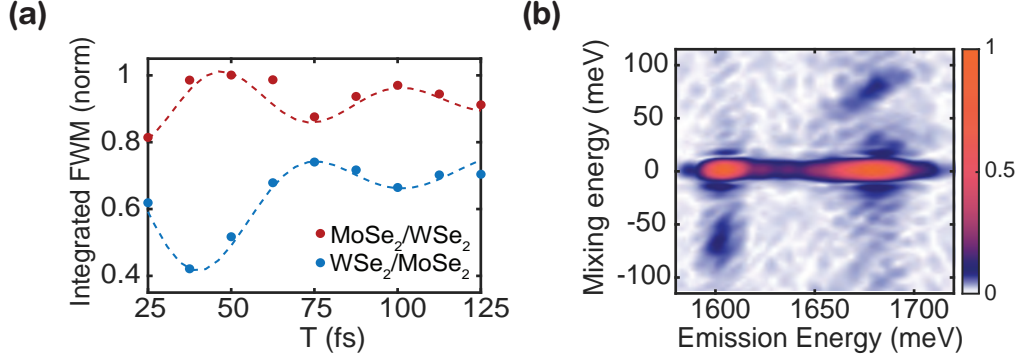 (a)
Integrated FWM (norm)
1
0.8
0.6
0.4
MoSe₂/WSe₂
WSe₂/MoSe₂
25 50 75 100 125
T (fs)
(b)
Mixing energy (meV)
100
50
0
-50
-100
1600 1650 1700
Emission Energy (meV)
1
0.5
0